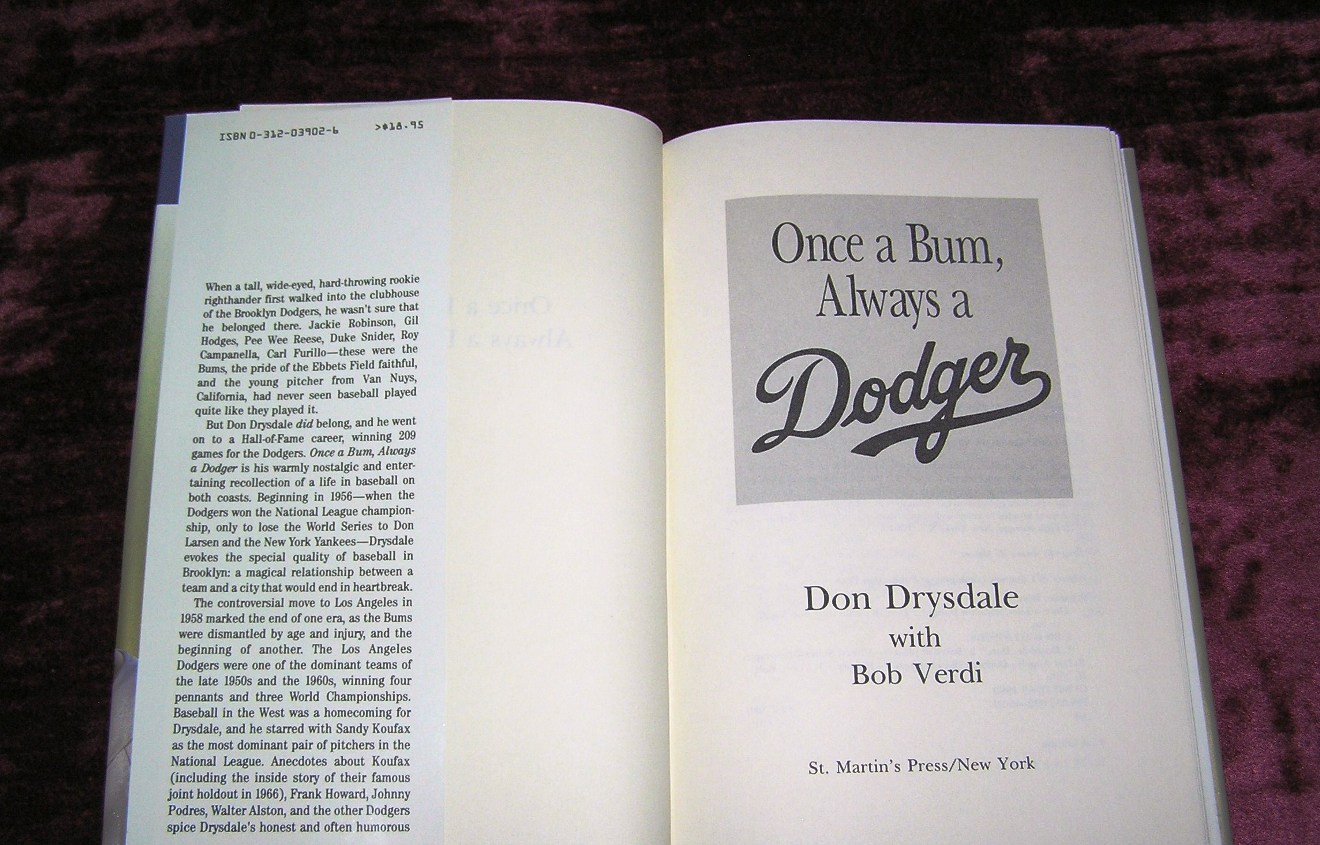 ISBN 0-312-03902-6 >$18.95
When a tall, wide-eyed, hard-throwing rookie
righthander first walked into the clubhouse
of the Brooklyn Dodgers, he wasn't sure that
he belonged there. Jackie Robinson, Gil
Hodges, Pee Wee Reese, Duke Snider, Roy
Campanella, Carl Furillo—these were the
Bums, the pride of the Ebbets Field faithful,
and the young pitcher from Van Nuys,
California, had never seen baseball played
quite like they played it.
But Don Drysdale did belong, and he went
on to a Hall-of-Fame career, winning 209
games for the Dodgers. Once a Bum, Always
a Dodger is his warmly nostalgic and enter-
taining recollection of a life in baseball on
both coasts. Beginning in 1956—when the
Dodgers won the National League champion-
ship, only to lose the World Series to Don
Larsen and the New York Yankees—Drysdale
evokes the special quality of baseball in
Brooklyn: a magical relationship between a
team and a city that would end in heartbreak.
The controversial move to Los Angeles in
1958 marked the end of one era, as the Bums
were dismantled by age and injury, and the
beginning of another. The Los Angeles
Dodgers were one of the dominant teams of
the late 1950s and the 1960s, winning four
pennants and three World Championships.
Baseball in the West was a homecoming for
Drysdale, and he starred with Sandy Koufax
as the most dominant pair of pitchers in the
National League. Anecdotes about Koufax
(including the inside story of their famous
joint holdout in 1966), Frank Howard, Johnny
Podres, Walter Alston, and the other Dodgers
spice Drysdale's honest and often humorous
Once a Bum,
Always a
Dodger
Don Drysdale
with
Bob Verdi
St. Martin's Press/New York